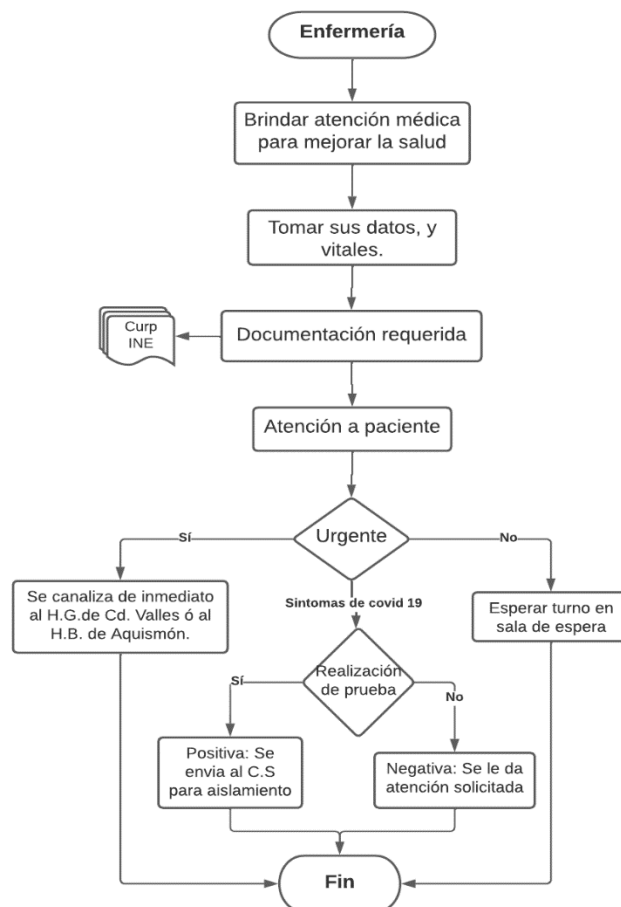 Enfermería
Brindar atención médica
para mejorar la salud
Tomar sus datos, y
vitales.
Curp
INE
Documentación requerida
Atención a paciente
Urgente
Sí
No
Se canaliza de inmediato
al H.G.de Cd. Valles ó al
H.B. de Aquismón.
Sintomas de covid 19
Esperar turno en
sala de espera
Realización
de prueba
Sí
No
Positiva: Se
envia al C.S
para aislamiento
Negativa: Se le da
atención solicitada
Fin